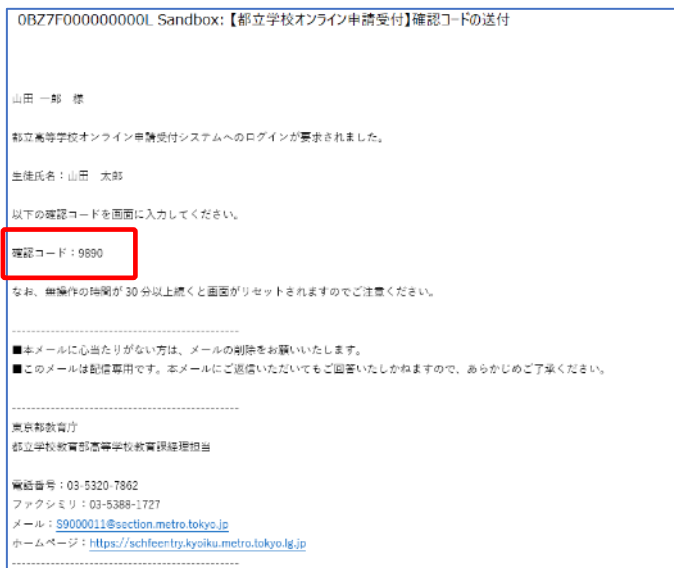 0BZ7F000000000L Sandbox: 【都立学校オンライン申請受付】確認コードの送付
山田 一郎 様
都立高等学校オンライン申請受付システムへのログインが要求されました。
生徒氏名：山田 太郎
以下の確認コードを画面に入力してください。
確認コード：9890
なお、無操作の時間が 30 分以上続くと画面がリセットされますのでご注意ください。
----------------------------------------------
■本メールに心当たりがない方は、メールの削除をお願いいたします。
■このメールは配信専用です。本メールにご返信いただいてもご回答いたしかねますので、あらかじめご了承ください。
----------------------------------------------
東京都教育庁
都立学校教育部高等学校教育課経理担当
電話番号：03-5320-7862
ファクシミリ：03-5388-1727
メール：S9000011@section.metro.tokyo.jp
ホームページ：https://schfeentry.kyoiku.metro.tokyo.lg.jp
----------------------------------------------